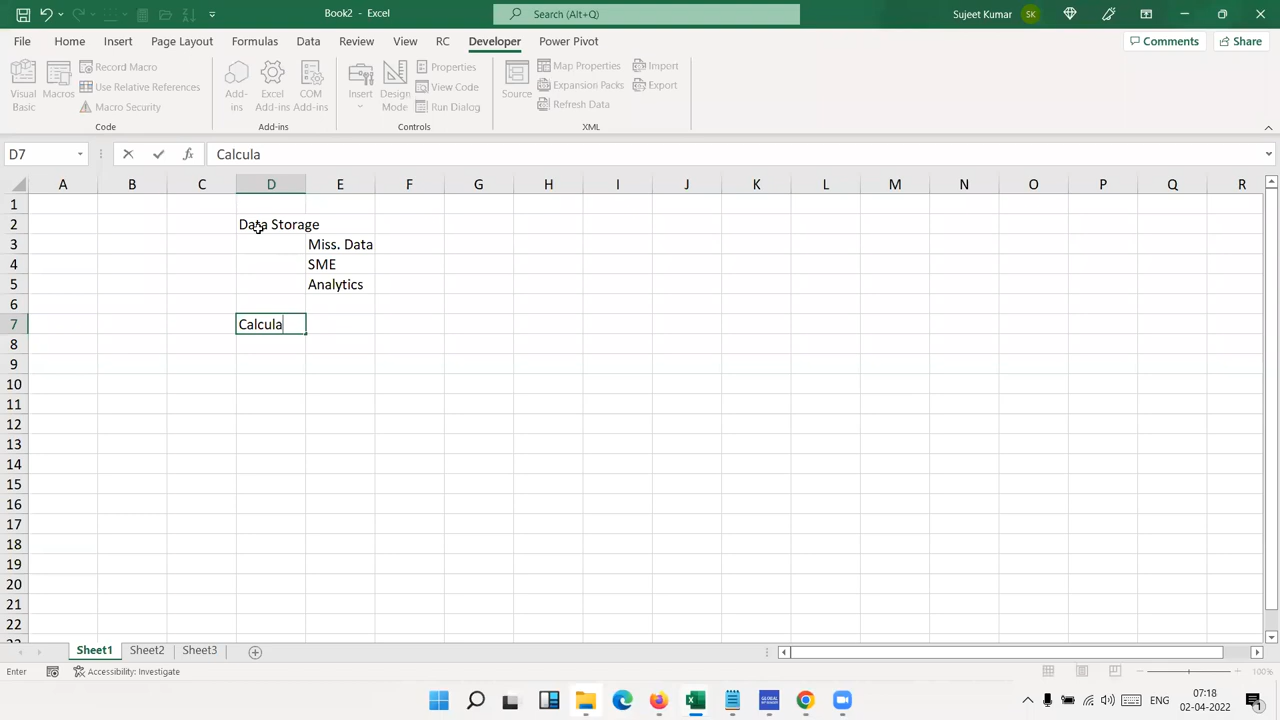 Book2 - Excel
Search (Alt+Q)
Sujeet Kumar
SK
File Home Insert Page Layout Formulas Data Review View RC Developer Power Pivot
Comments
Share
Visual Basic
Macros
Record Macro
Use Relative References
Macro Security
Code
Add-ins
Excel Add-ins
COM Add-ins
Add-ins
Insert
Design Mode
Properties
View Code
Run Dialog
Controls
Source
Map Properties
Expansion Packs
Refresh Data
Import
Export
XML
D7
fx
Calcula
A B C D E F G H I J K L M N O P Q R
1
2 Data Storage
3 Miss. Data
4 SME
5 Analytics
6
7 Calcula
8
9
10
11
12
13
14
15
16
17
18
19
20
21
22
23
Sheet1 Sheet2 Sheet3
Enter
Accessibility: Investigate
100%
ENG
07:18
02-04-2022